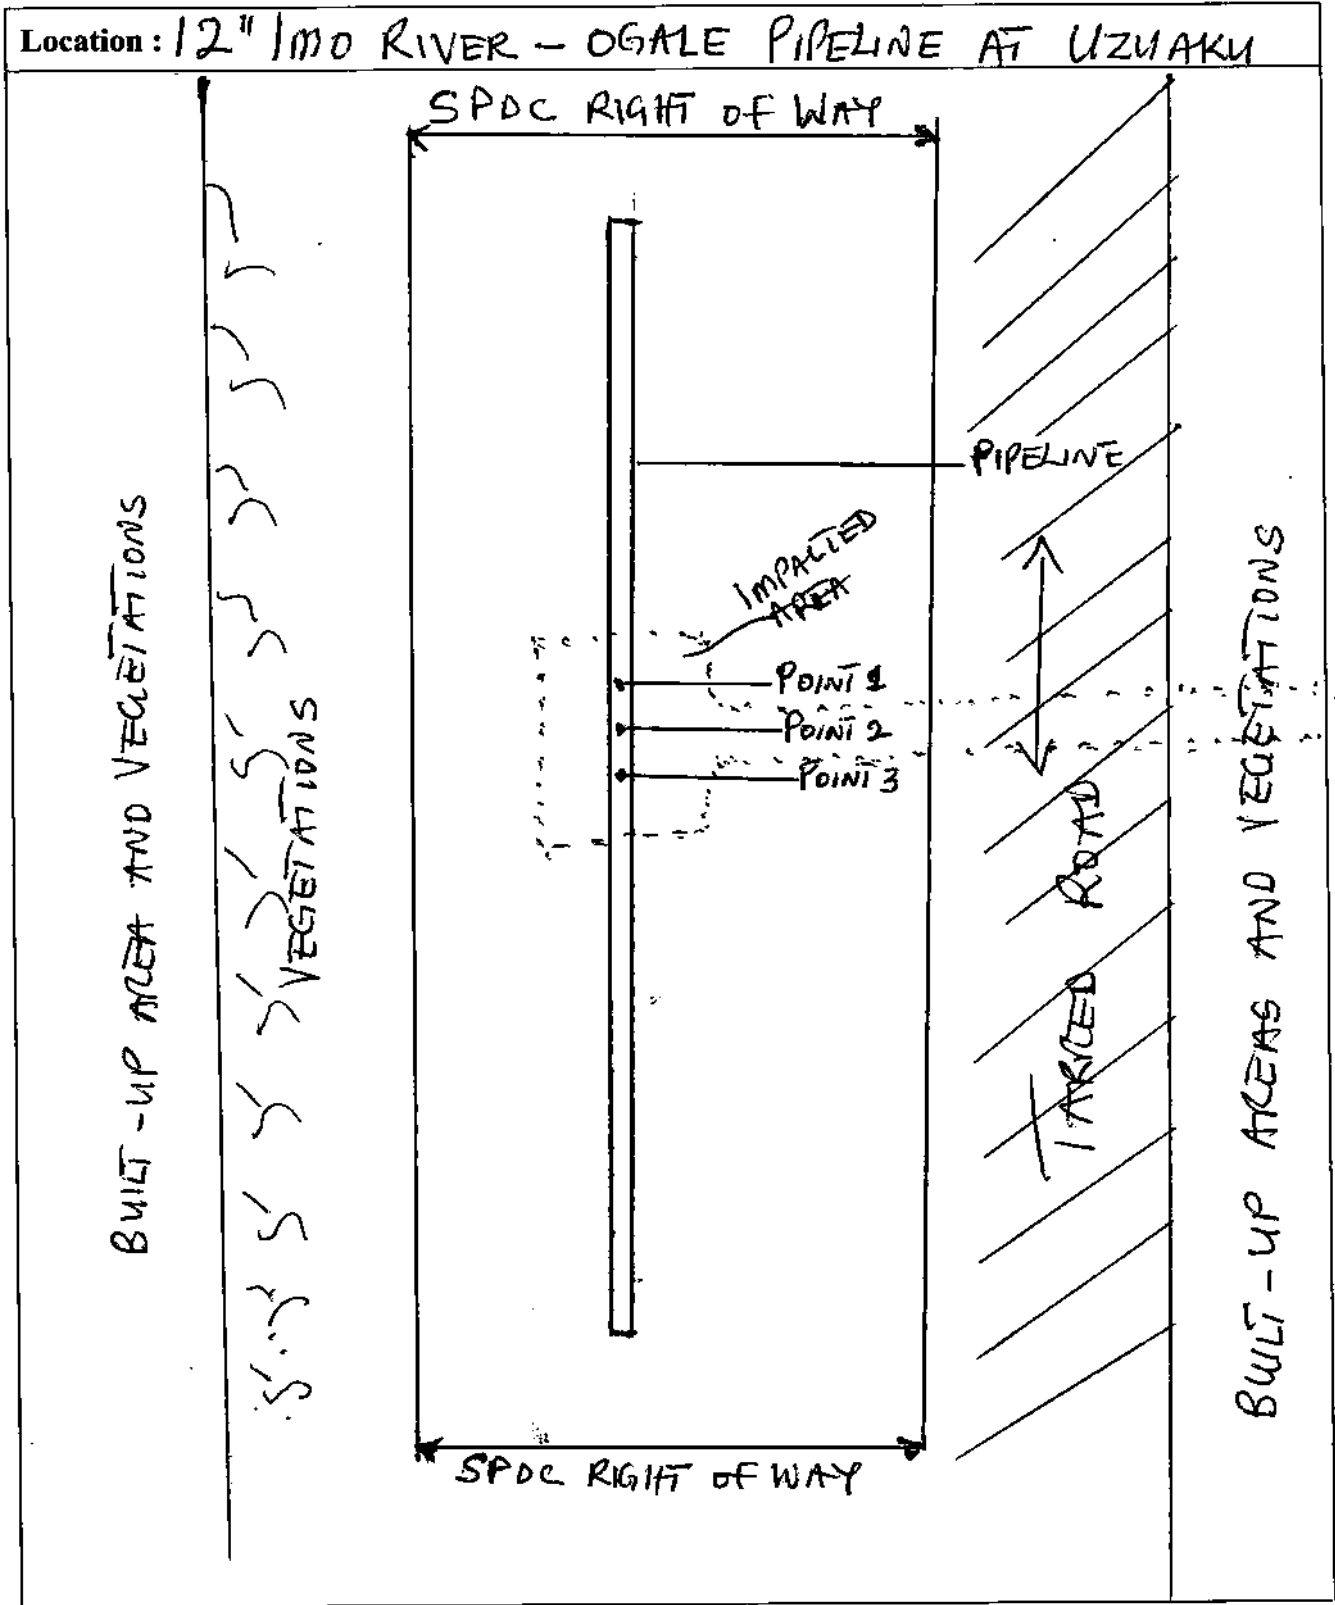 Location : 12" IMO RIVER - OGALE PIPELINE AT UZUAKU
SPDC RIGHT OF WAY
PIPELINE
IMPACTED
AREA
POINT 1
POINT 2
POINT 3
BUILT-UP AREA AND VEGETATIONS
VEGETATIONS
TARRED ROAD
BUILT-UP AREAS AND VEGETATIONS
SPDC RIGHT OF WAY